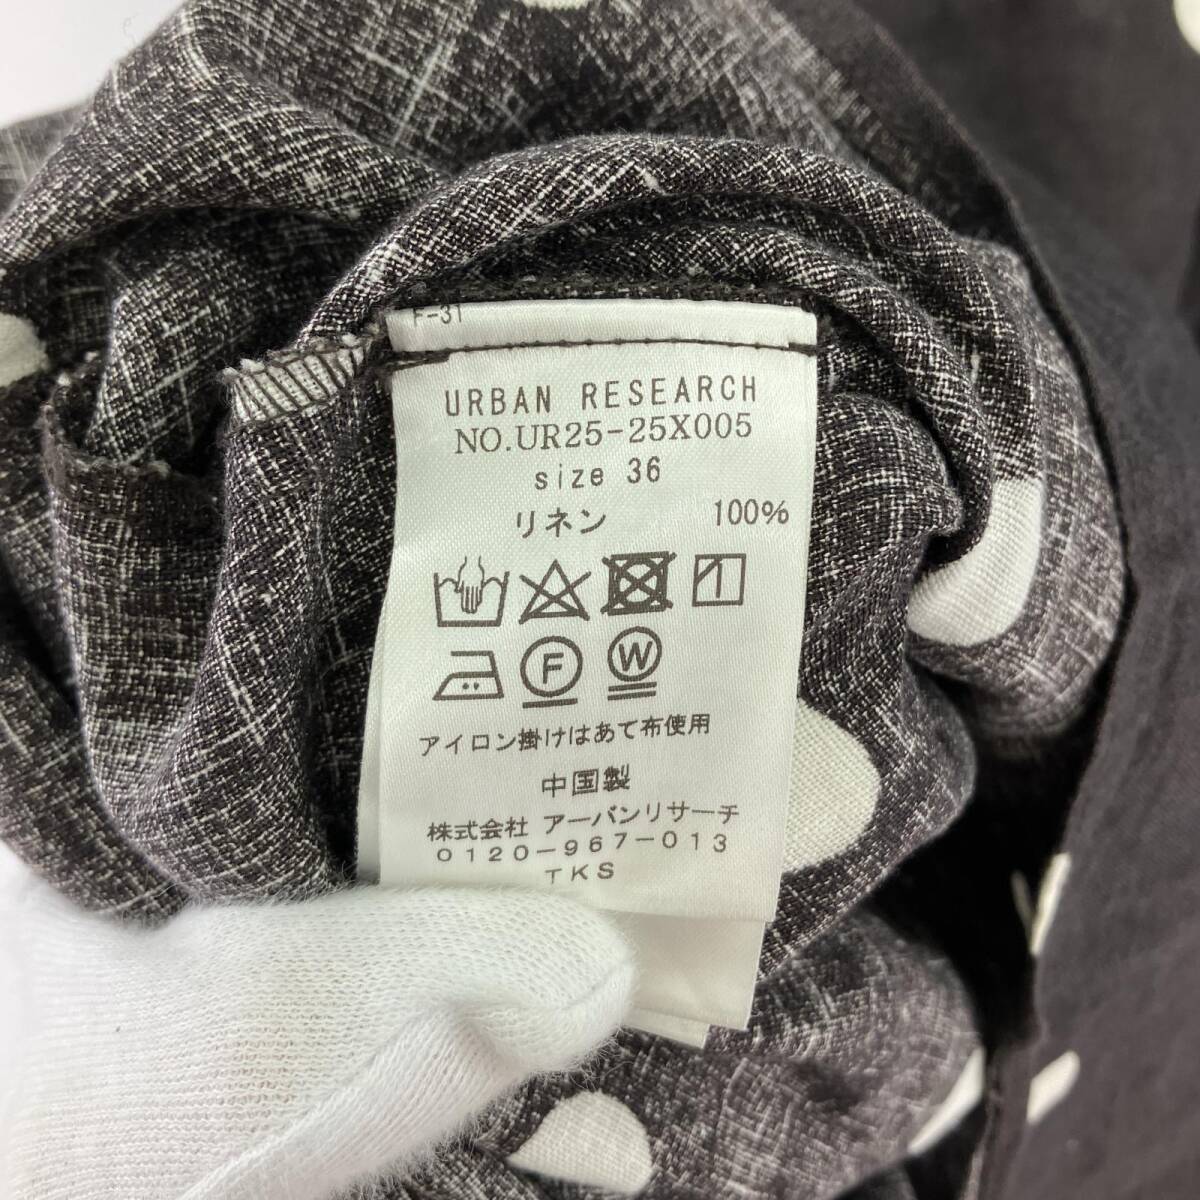 F-31
URBAN RESEARCH
NO.UR25-25X005
size 36
リネン 100%
F W
アイロン掛けはあて布使用
中国製
株式会社 アーバンリサーチ
0120-967-013
TKS